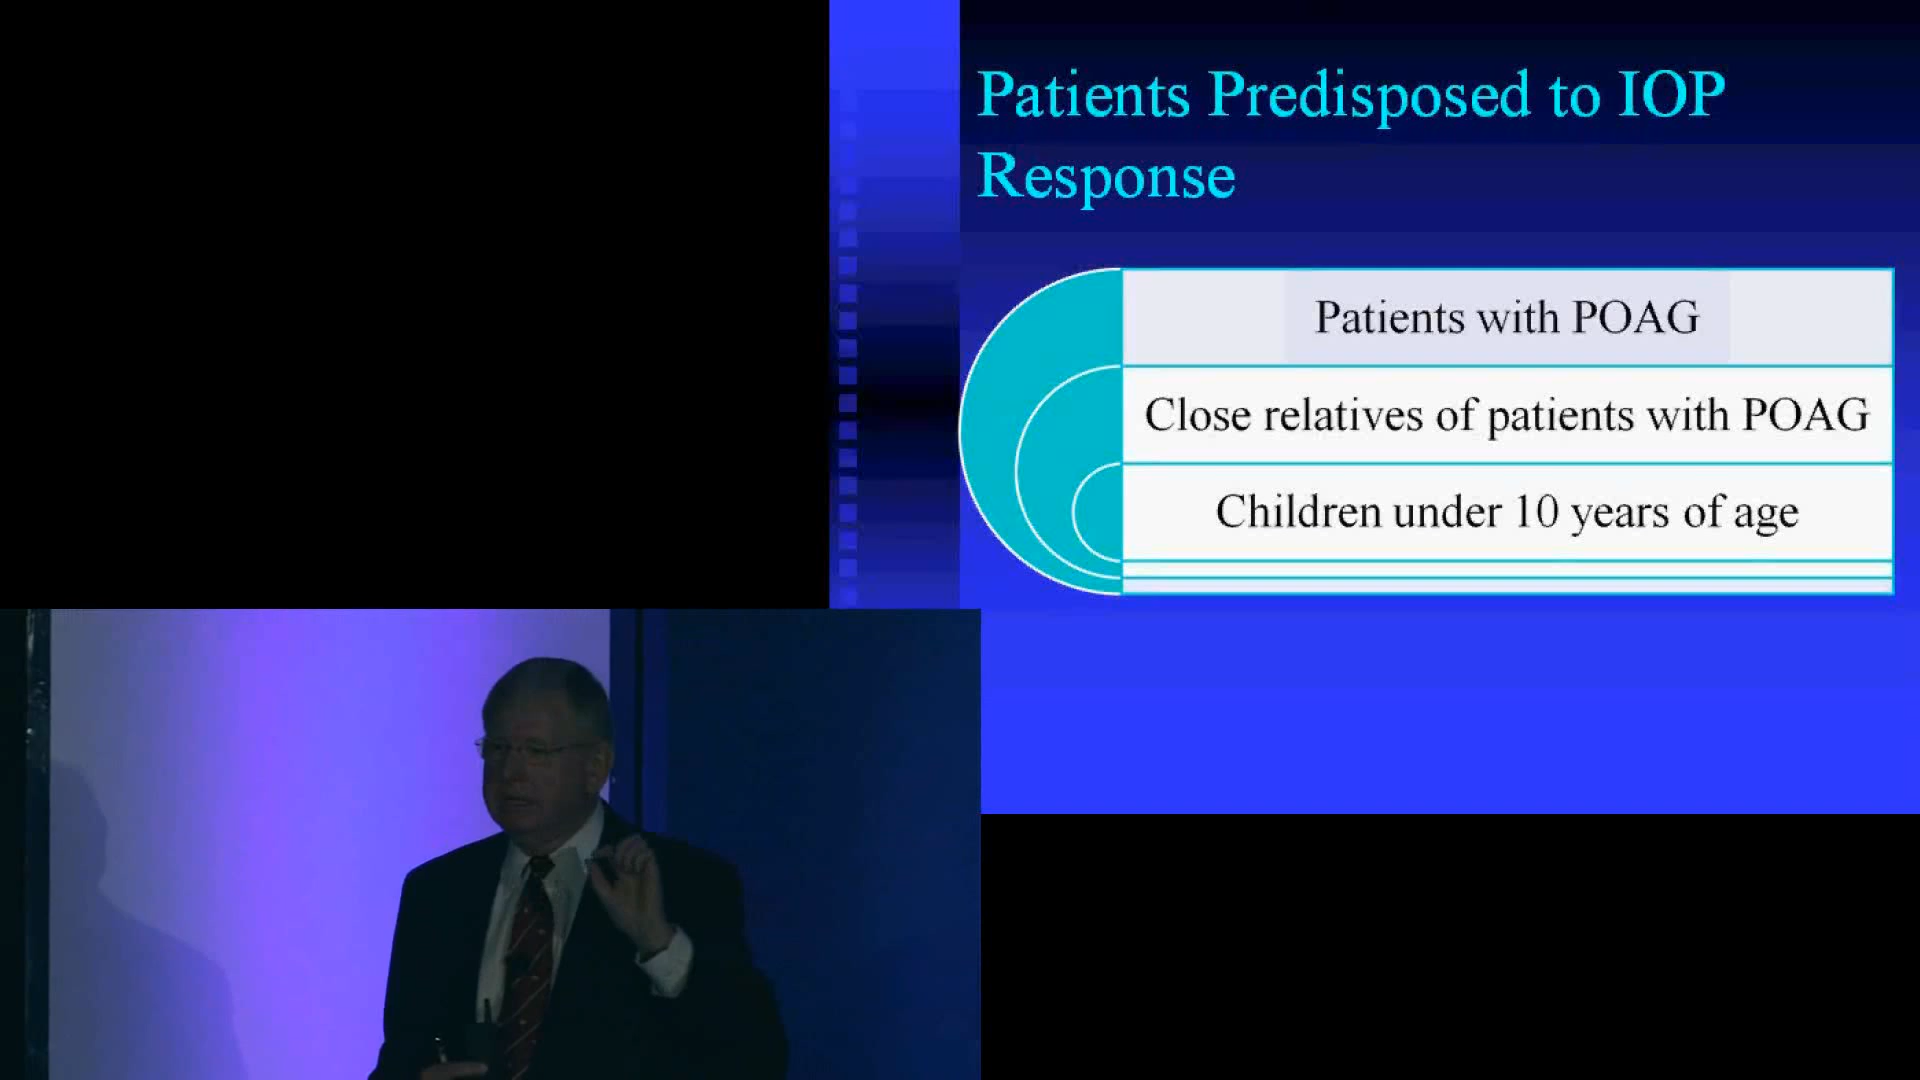 Patients Predisposed to IOP
Response
Patients with POAG
Close relatives of patients with POAG
Children under 10 years of age